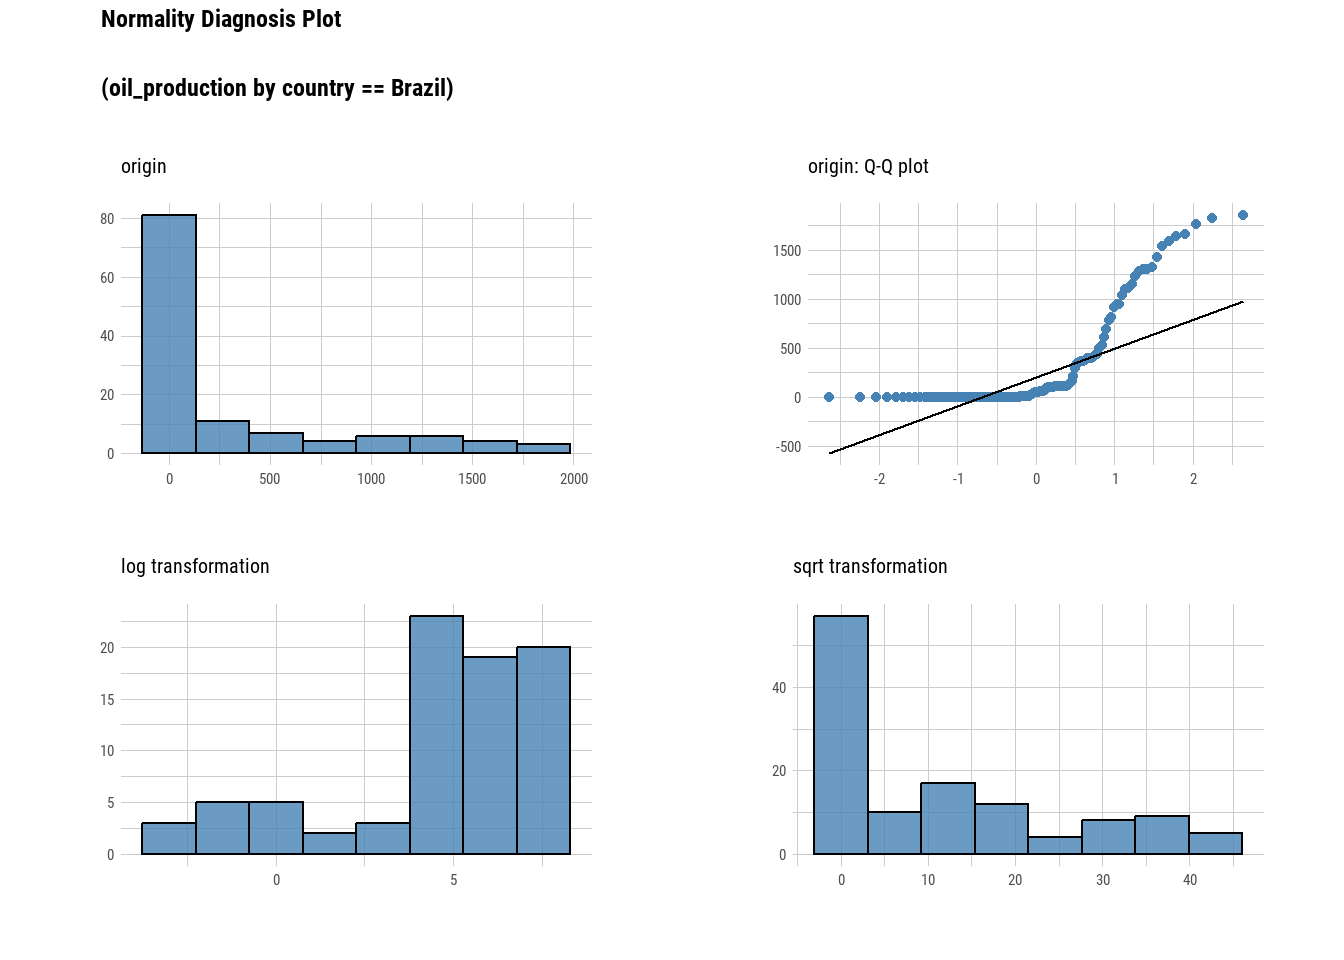 Normality Diagnosis Plot
(oil_production by country == Brazil)
origin
80
60
40
20
0
0 500 1000 1500 2000
origin: Q-Q plot
1500
1000
500
0
-500
-2 -1 0 1 2
log transformation
20
15
10
5
0
0 5
sqrt transformation
40
20
0
0 10 20 30 40